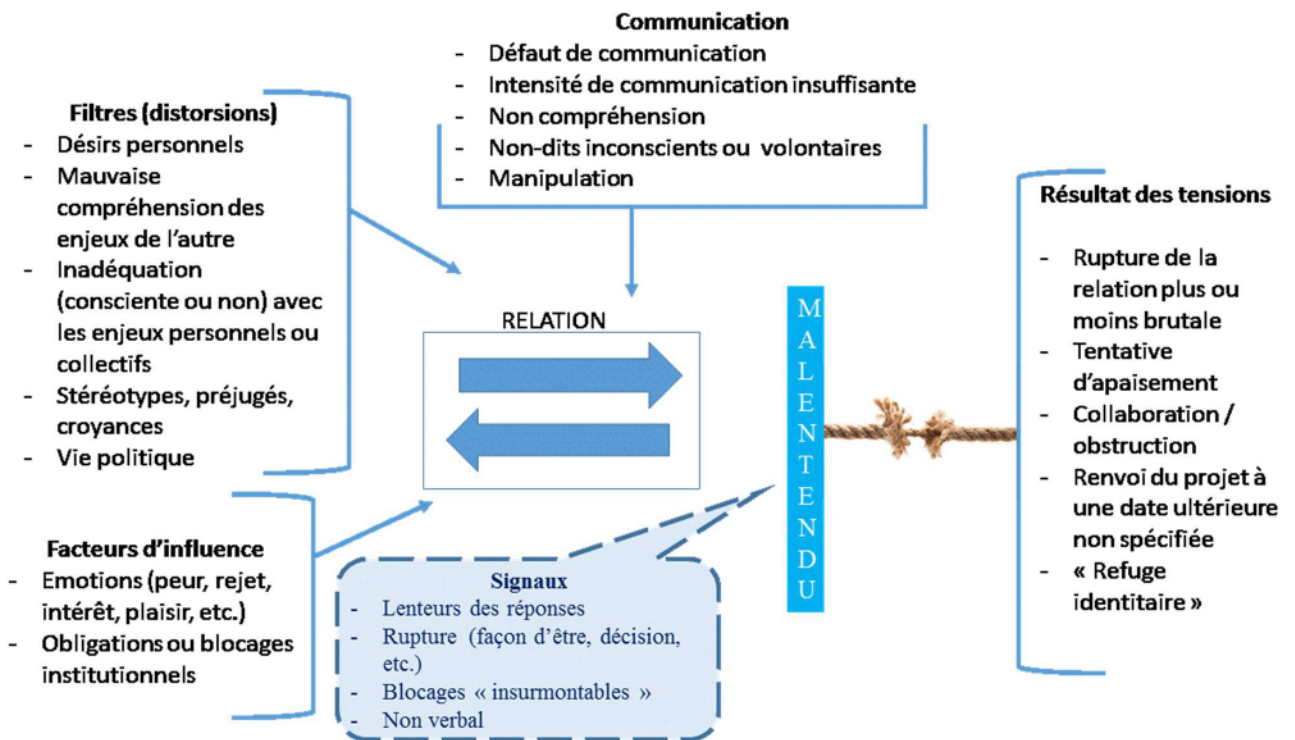 Communication
- Défaut de communication
- Intensité de communication insuffisante
- Non compréhension
- Non-dits inconscients ou volontaires
- Manipulation
Filtres (distorsions)
- Désirs personnels
- Mauvaise
compréhension des
enjeux de l'autre
- Inadéquation
(consciente ou non) avec
les enjeux personnels ou
collectifs
- Stéréotypes, préjugés,
croyances
- Vie politique
Facteurs d'influence
- Emotions (peur, rejet,
intérêt, plaisir, etc.)
- Obligations ou blocages
institutionnels
RELATION
Signaux
- Lenteurs des réponses
- Rupture (façon d'être, décision,
etc.)
- Blocages « insurmontables »
- Non verbal
MALENTENDU
Résultat des tensions
- Rupture de la
relation plus ou
moins brutale
- Tentative
d'apaisement
- Collaboration /
obstruction
- Renvoi du projet à
une date ultérieure
non spécifiée
- « Refuge
identitaire »